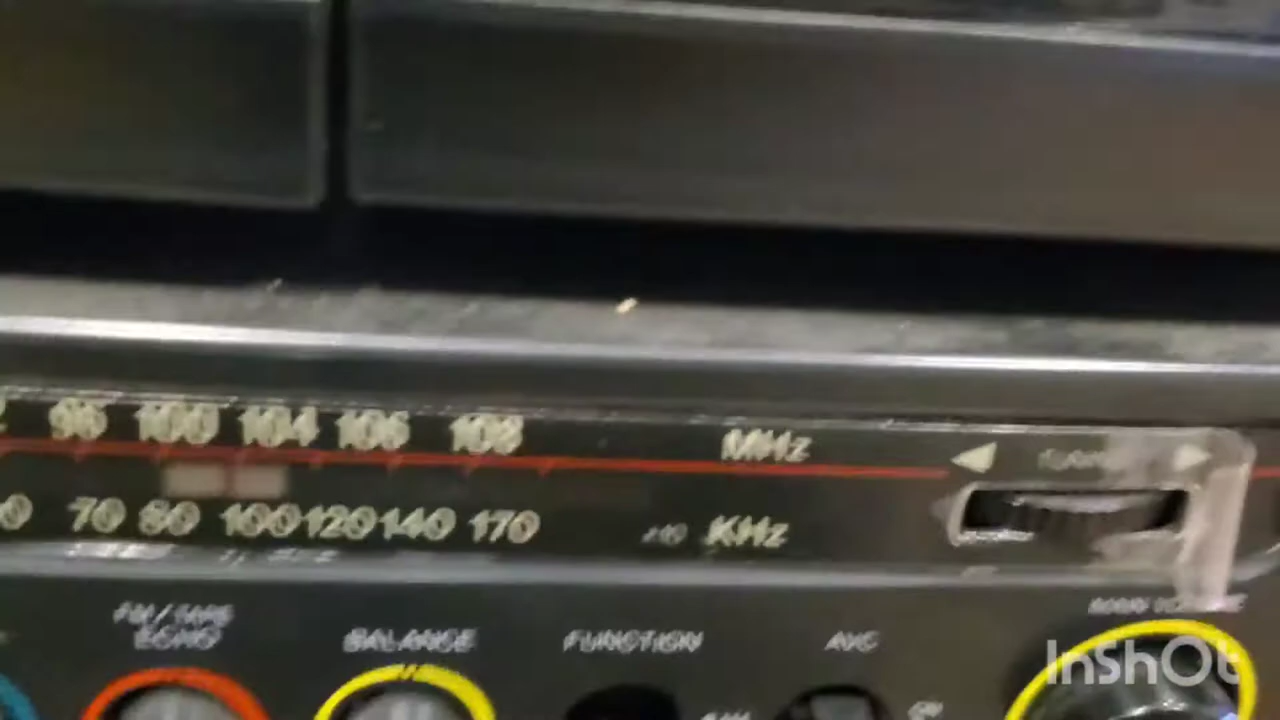 96 100 104 106 108 MHz
70 80 100 120 140 170 KHz
FM/TAPE
ECHO
BALANCE
FUNCTION
InShOt